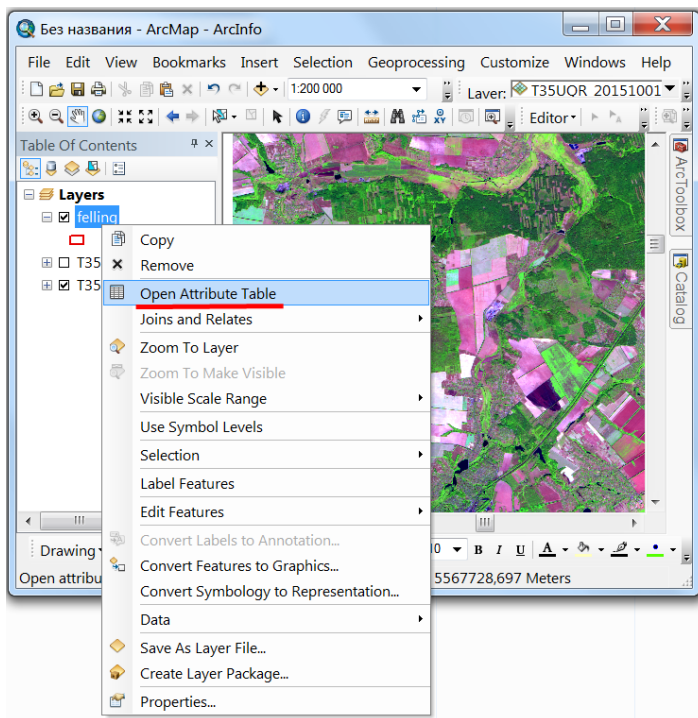 Без названия - ArcMap - ArcInfo
File Edit View Bookmarks Insert Selection Geoprocessing Customize Windows Help
1:200 000 Layer: T35UQR_20151001
Editor
Table Of Contents
ArcToolbox
Catalog
Layers
felling
T35
T35
Copy
Remove
Open Attribute Table
Joins and Relates
Zoom To Layer
Zoom To Make Visible
Visible Scale Range
Use Symbol Levels
Selection
Label Features
Edit Features
Convert Labels to Annotation...
Convert Features to Graphics...
Convert Symbology to Representation...
Data
Save As Layer File...
Create Layer Package...
Properties...
Drawing 10 B I U A
Open attribu 5567728,697 Meters